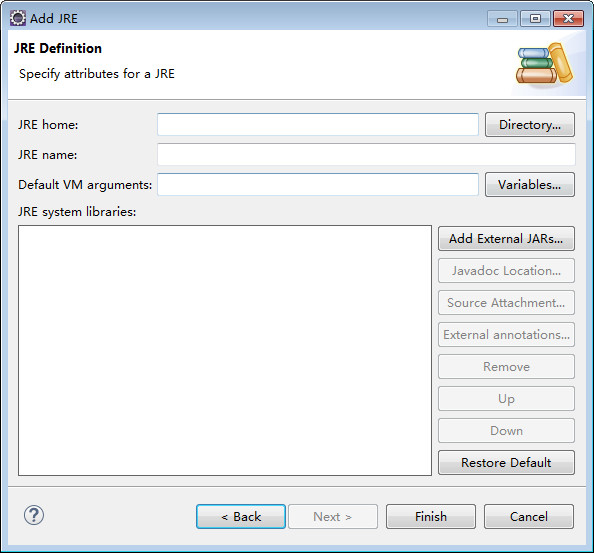 Add JRE
JRE Definition
Specify attributes for a JRE
JRE home:
Directory...
JRE name:
Default VM arguments:
Variables...
JRE system libraries:
Add External JARs...
Javadoc Location...
Source Attachment...
External annotations...
Remove
Up
Down
Restore Default
?
< Back
Next >
Finish
Cancel